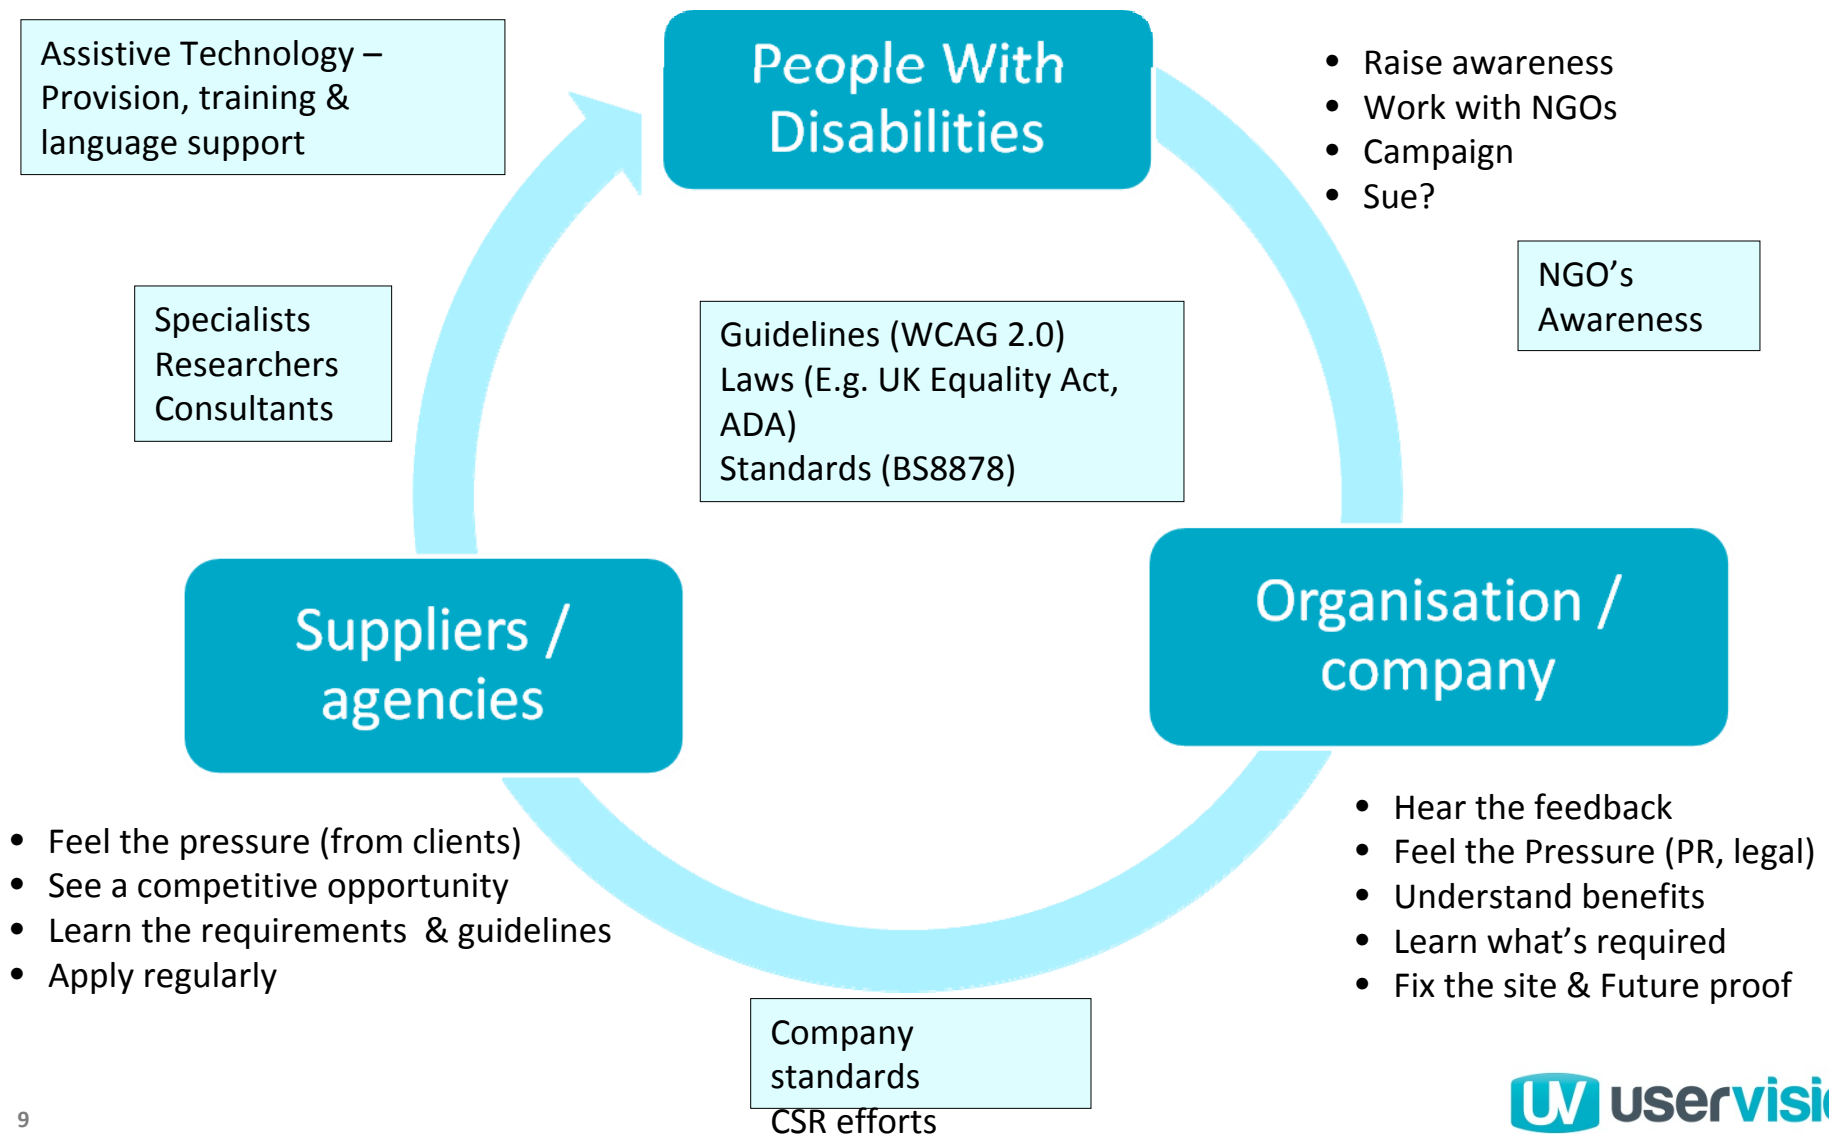 Assistive Technology –
Provision, training &
language support
People With
Disabilities
• Raise awareness
• Work with NGOs
• Campaign
• Sue?
NGO’s
Awareness
Specialists
Researchers
Consultants
Guidelines (WCAG 2.0)
Laws (E.g. UK Equality Act,
ADA)
Standards (BS8878)
Organisation /
company
Suppliers /
agencies
• Hear the feedback
• Feel the Pressure (PR, legal)
• Understand benefits
• Learn what’s required
• Fix the site & Future proof
• Feel the pressure (from clients)
• See a competitive opportunity
• Learn the requirements & guidelines
• Apply regularly
Company
standards
CSR efforts
9
UV